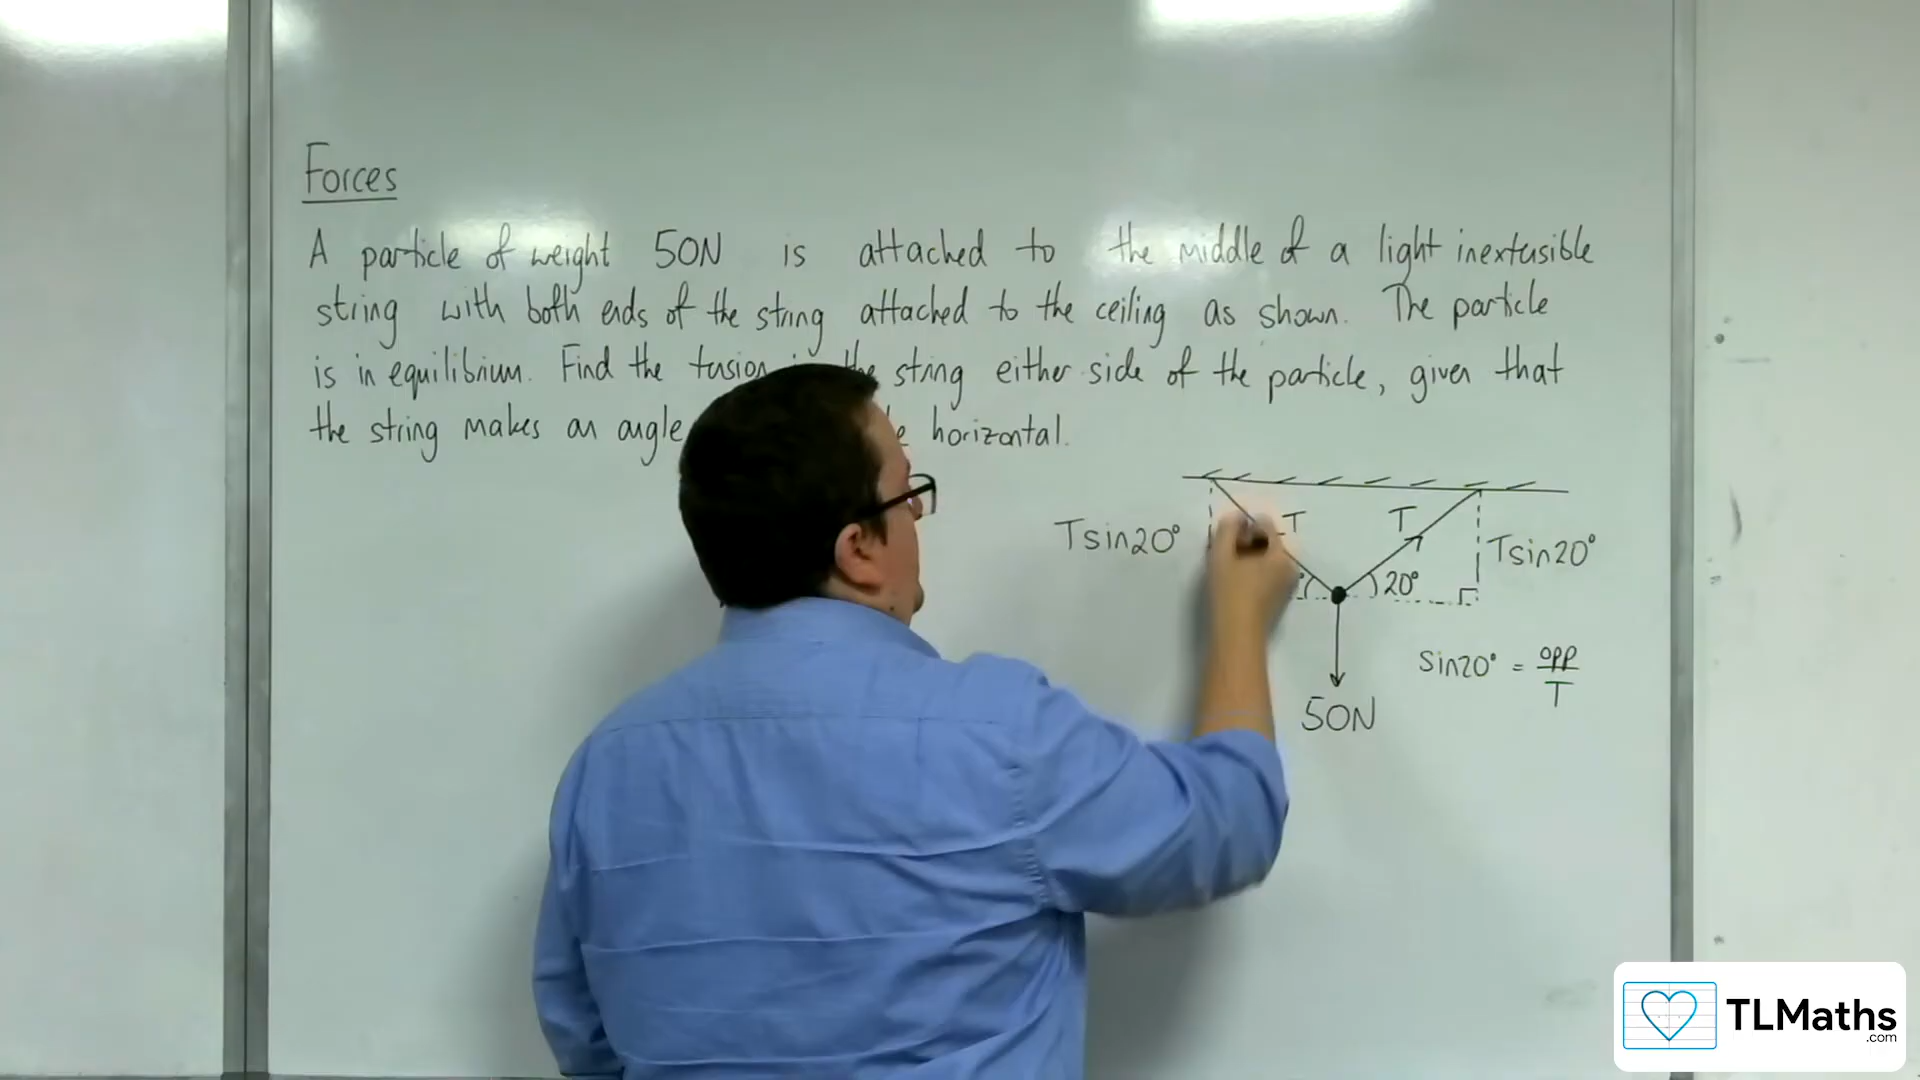 Forces
A particle of weight 50N is attached to the middle of a light inextensible
string with both ends of the string attached to the ceiling as shown. The particle
is in equilibrium. Find the tension the string either side of the particle, given that
the string makes an angle horizontal.
T T
Tsin20° Tsin20°
20°
sin20° = opp/T
50N
TLMaths
.com